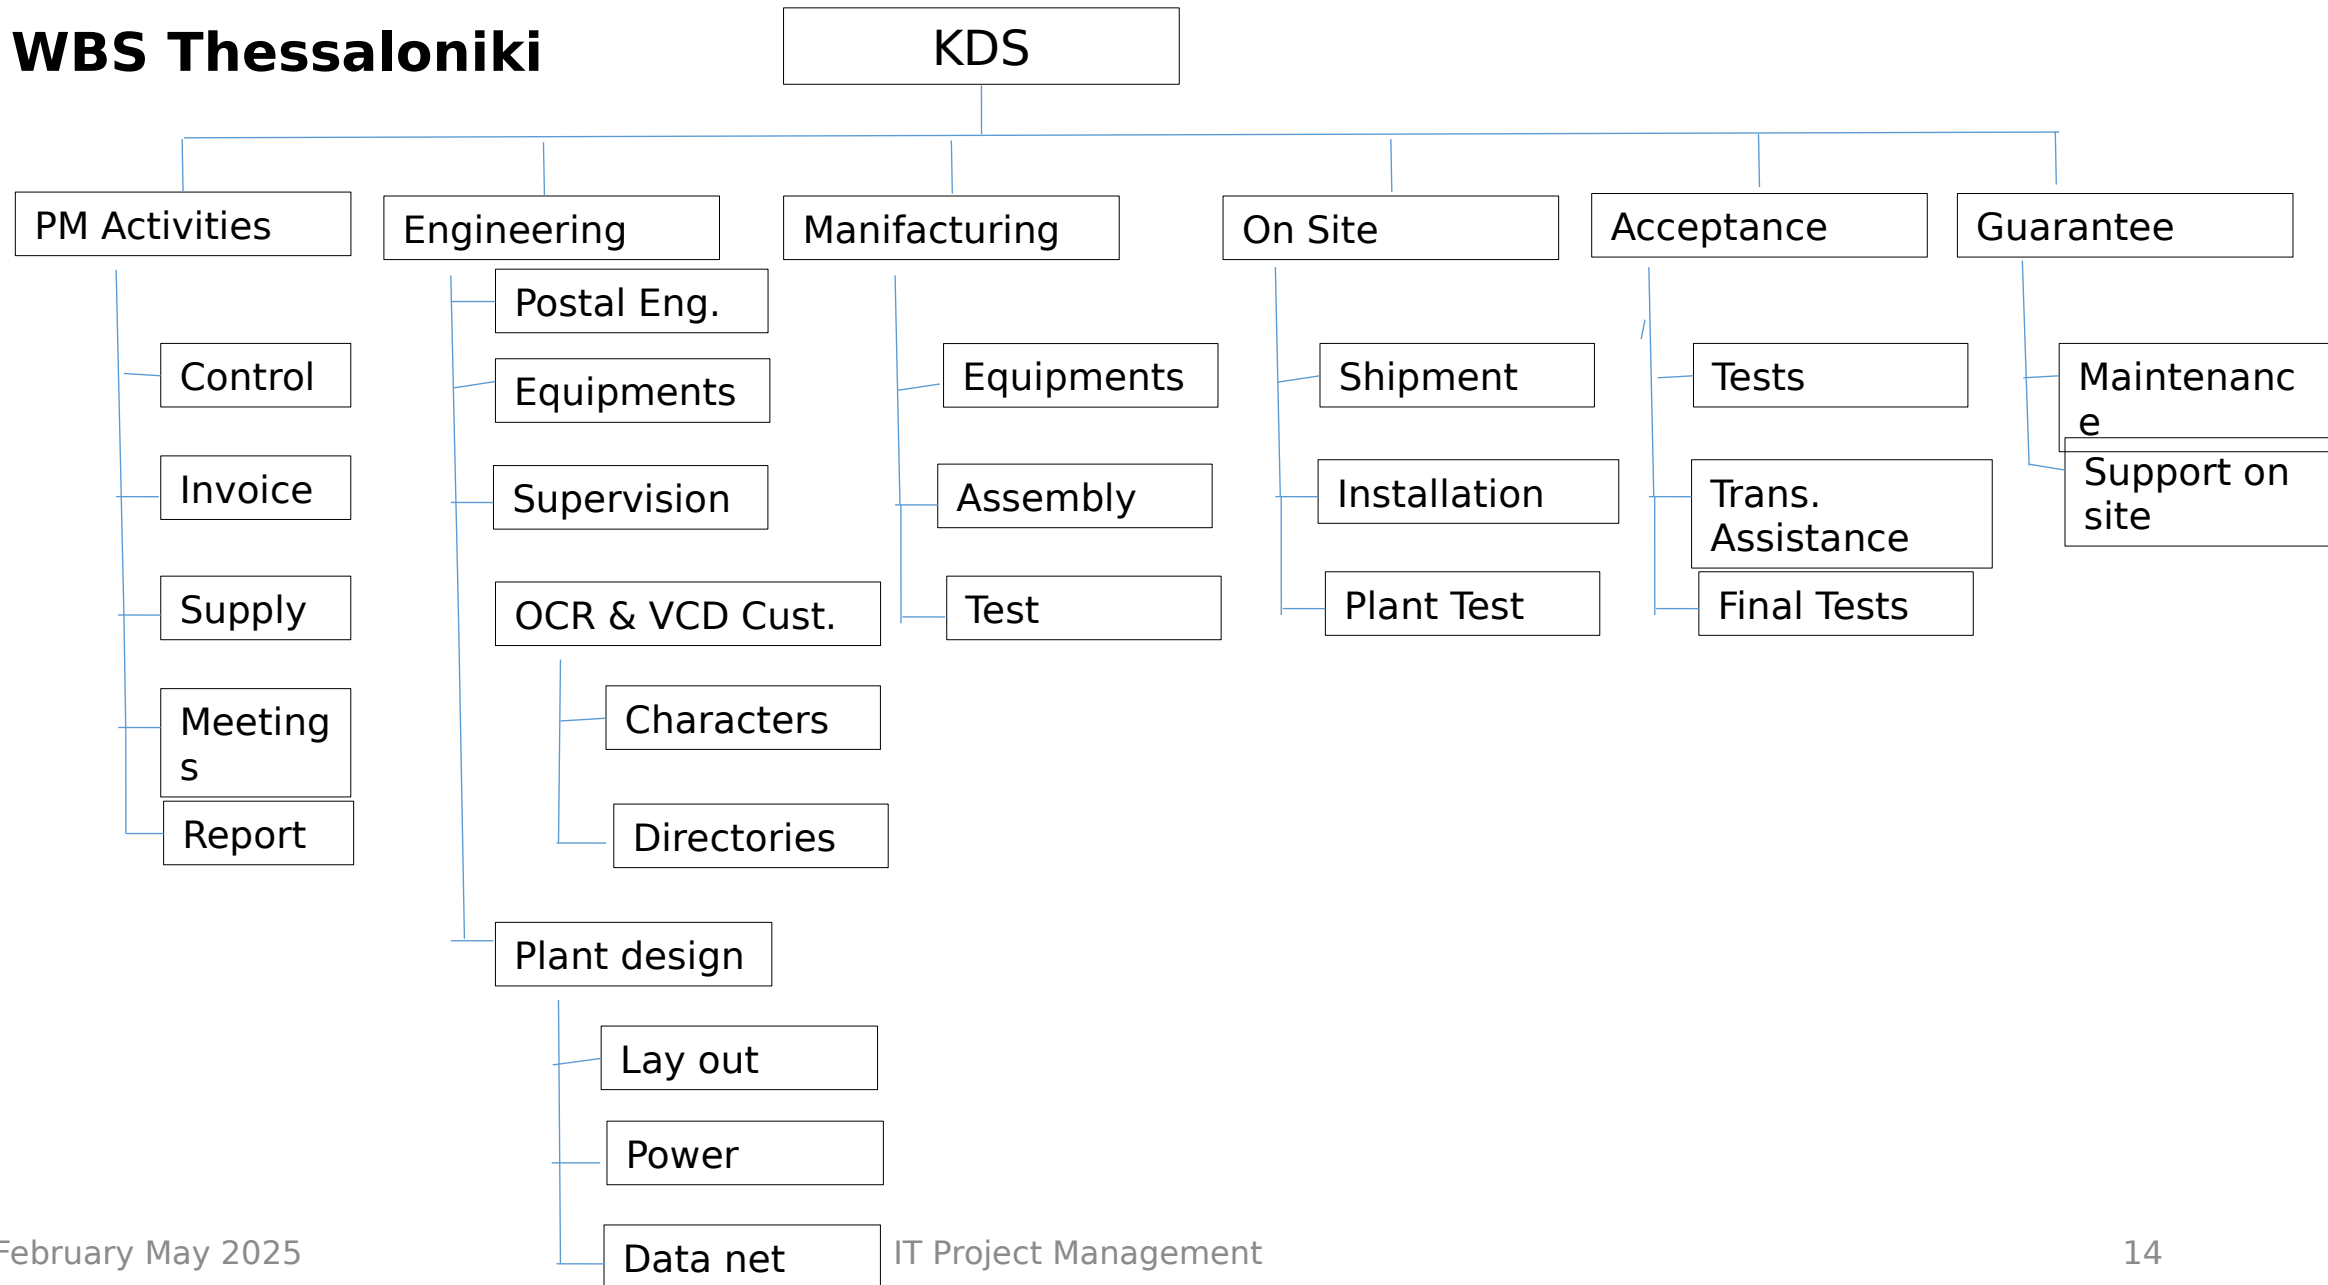 WBS Thessaloniki
KDS
PM Activities
Engineering
Manifacturing
On Site
Acceptance
Guarantee
Control
Invoice
Supply
Meeting
s
Report
Postal Eng.
Equipments
Supervision
OCR & VCD Cust.
Characters
Directories
Plant design
Lay out
Power
Data net
Equipments
Assembly
Test
Shipment
Installation
Plant Test
Tests
Trans.
Assistance
Final Tests
Maintenanc
e
Support on
site
February May 2025
IT Project Management
14